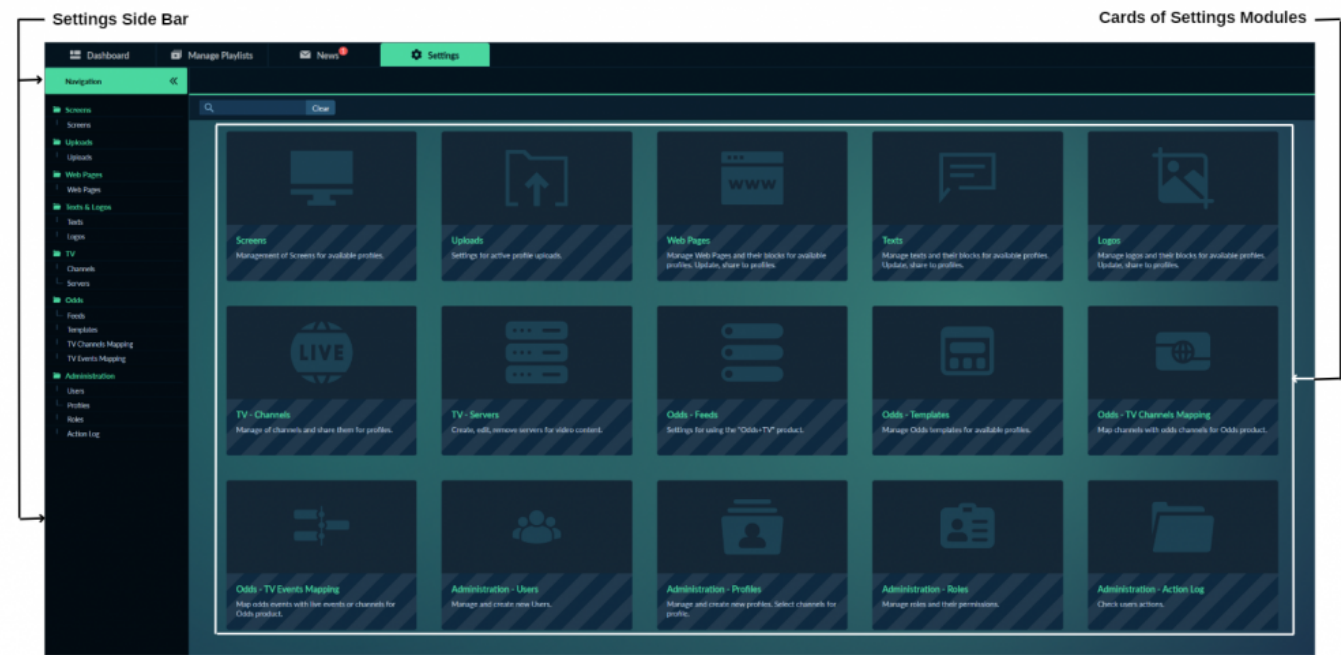 Settings Side Bar
Cards of Settings Modules
Dashboard
Manage Playlists
News
1
Settings
Navigation
Clear
Screens
Screens
Uploads
Uploads
Web Pages
Web Pages
Texts & Logos
Texts
Logos
TV
Channels
Servers
Odds
Feeds
Templates
TV Channels Mapping
TV Events Mapping
Administration
Users
Profiles
Roles
Action Log
Screens
Management of Screens for available profiles.
Uploads
Settings for active profile uploads.
WWW
Web Pages
Manage Web Pages and their blocks for available
profiles. Update, share to profiles.
Texts
Manage texts and their blocks for available profiles.
Update, share to profiles.
Logos
Manage logos and their blocks for available profiles.
Update, share to profiles.
LIVE
TV - Channels
Manage of channels and share them for profiles.
TV - Servers
Create, edit, remove servers for video content.
Odds - Feeds
Settings for using the "Odds+TV" product.
Odds - Templates
Manage Odds templates for available profiles.
Odds - TV Channels Mapping
Map channels with odds channels for Odds product.
Odds - TV Events Mapping
Map odds events with live events or channels for
Odds product.
Administration - Users
Manage and create new Users.
Administration - Profiles
Manage and create new profiles. Select channels for
profile.
Administration - Roles
Manage roles and their permissions.
Administration - Action Log
Check users actions.